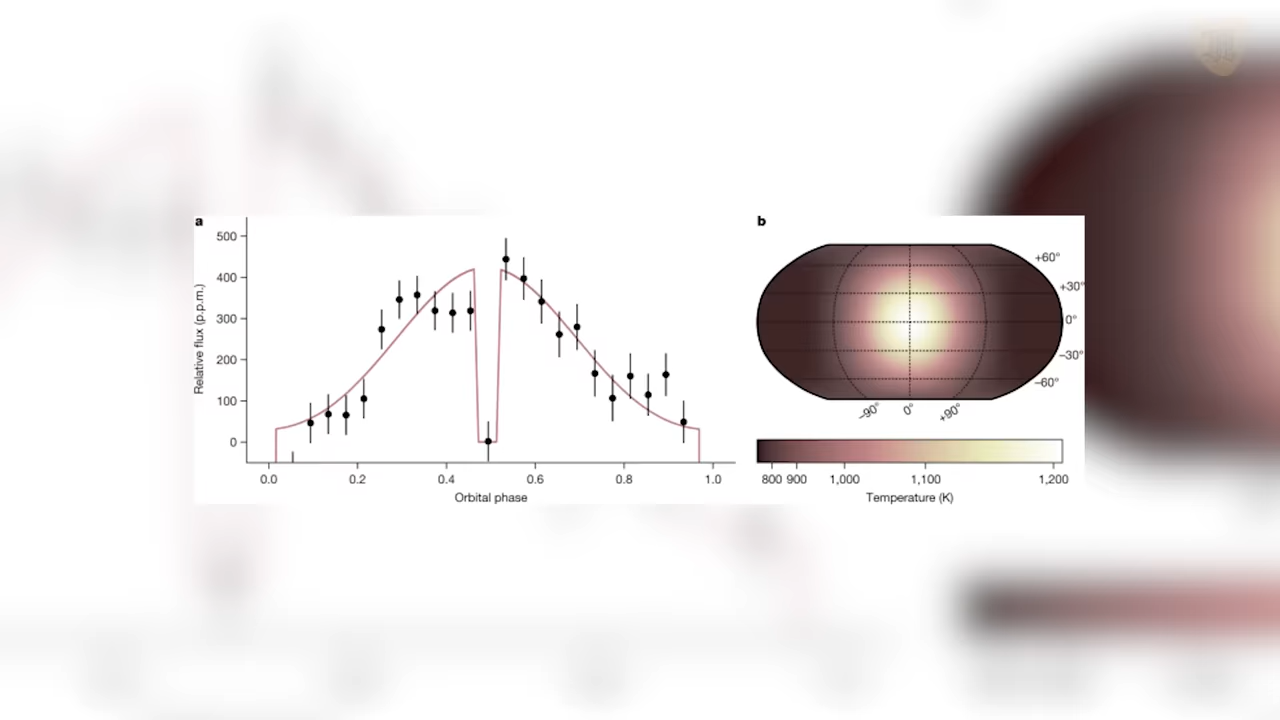 a
500
400
300
200
100
0
Relative flux (p.p.m.)
0.0 0.2 0.4 0.6 0.8 1.0
Orbital phase
b
+60°
+30°
0°
–30°
–60°
–90° 0° +90°
800 900 1,000 1,100 1,200
Temperature (K)